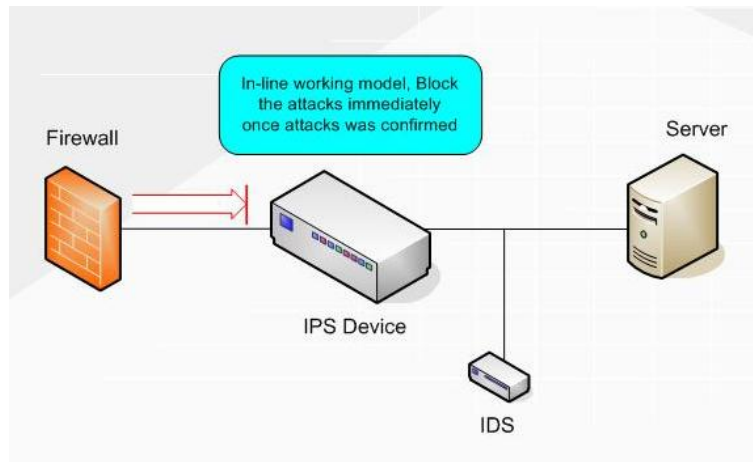 In-line working model, Block
the attacks immediately
once attacks was confirmed
Firewall
Server
IPS Device
IDS